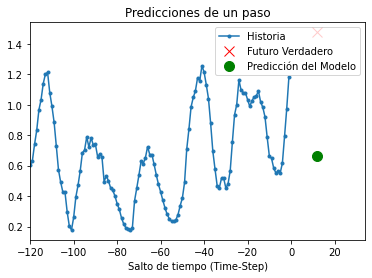 Predicciones de un paso
Historia
Futuro Verdadero
Predicción del Modelo
1.4
1.2
1.0
0.8
0.6
0.4
0.2
−120 −100 −80 −60 −40 −20 0 20
Salto de tiempo (Time-Step)